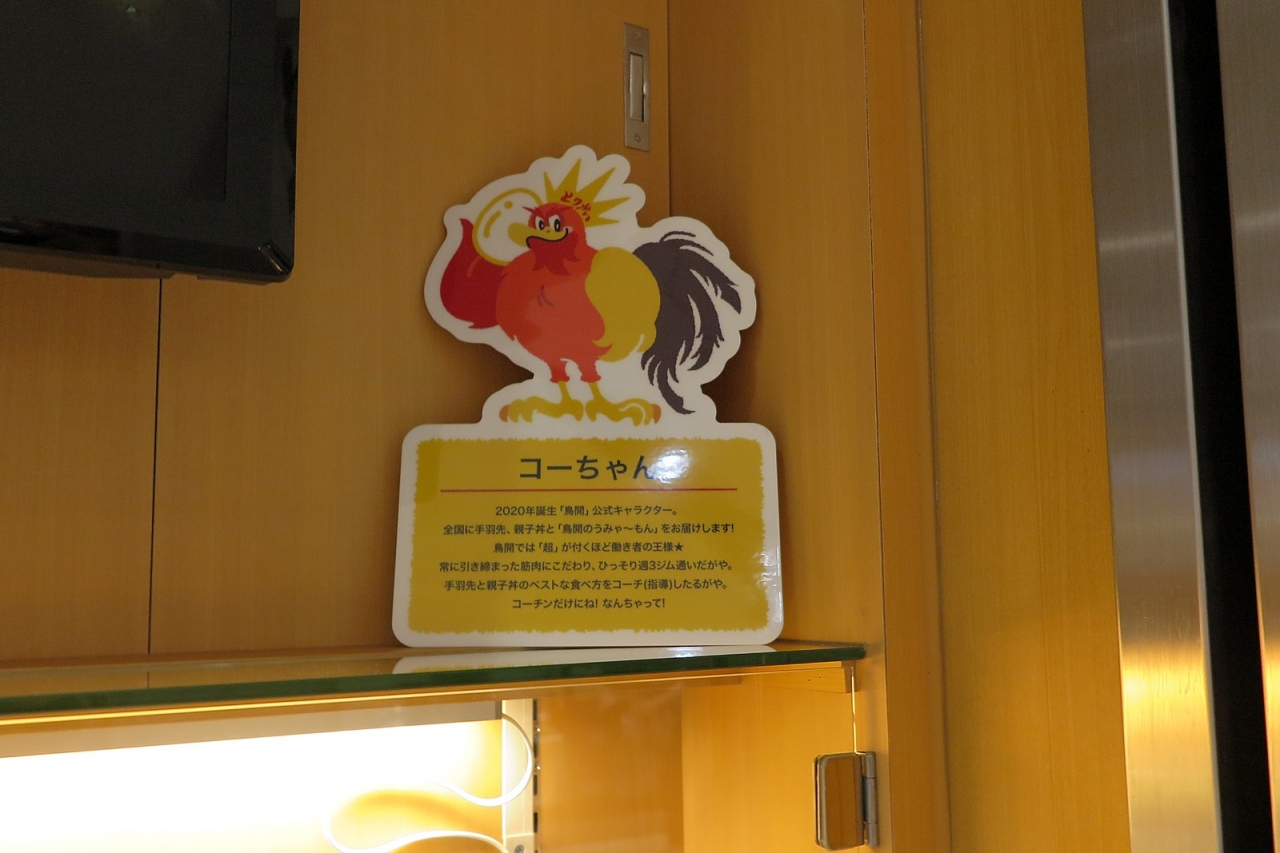 とり
コーちゃん
2020年誕生「鳥開」公式キャラクター。
全国に手羽先、親子丼と「鳥開のうみゃ〜もん」をお届けします!
鳥開では「超」が付くほど働き者の王様★
常に引き締まった筋肉にこだわり、ひっそり週3ジム通いだがや。
手羽先と親子丼のベストな食べ方をコーチ(指導)したるがや。
コーチンだけにね! なんちゃって!